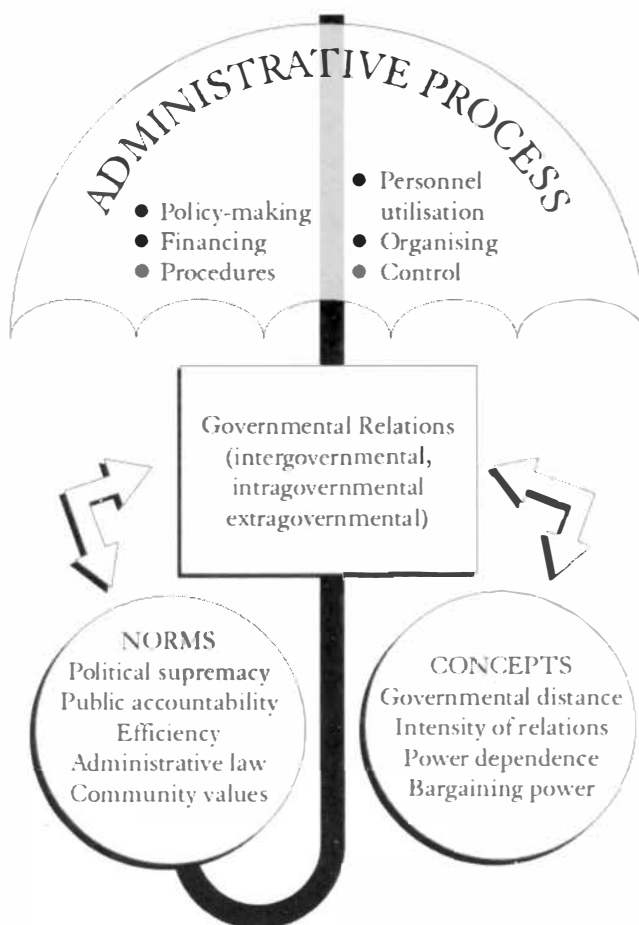 ADMINISTRATIVE PROCESS
● Policy-making
● Financing
● Procedures
● Personnel
utilisation
● Organising
● Control
Governmental Relations
(intergovernmental,
intragovernmental
extragovernmental)
NORMS
Political supremacy
Public accountability
Efficiency
Administrative law
Community values
CONCEPTS
Governmental distance
Intensity of relations
Power dependence
Bargaining power